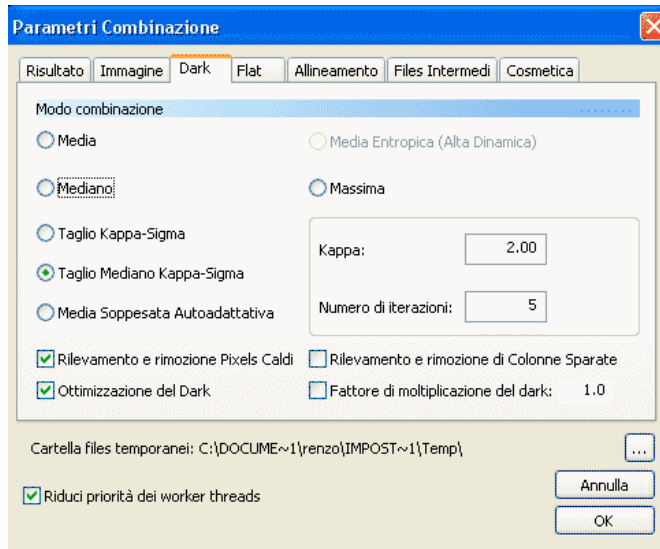 Parametri Combinazione
Risultato Immagine Dark Flat Allineamento Files Intermedi Cosmetica
Modo combinazione
Media
Media Entropica (Alta Dinamica)
Mediano
Massima
Taglio Kappa-Sigma
Taglio Mediano Kappa-Sigma
Media Soppesata Autoadattativa
Kappa: 2.00
Numero di iterazioni: 5
Rilevamento e rimozione Pixels Caldi
Rilevamento e rimozione di Colonne Sparate
Ottimizzazione del Dark
Fattore di moltiplicazione del dark: 1.0
Cartella files temporanei: C:\DOCUME~1\renzo\IMPOST~1\Temp\
...
Riduci priorità dei worker threads
Annulla
OK